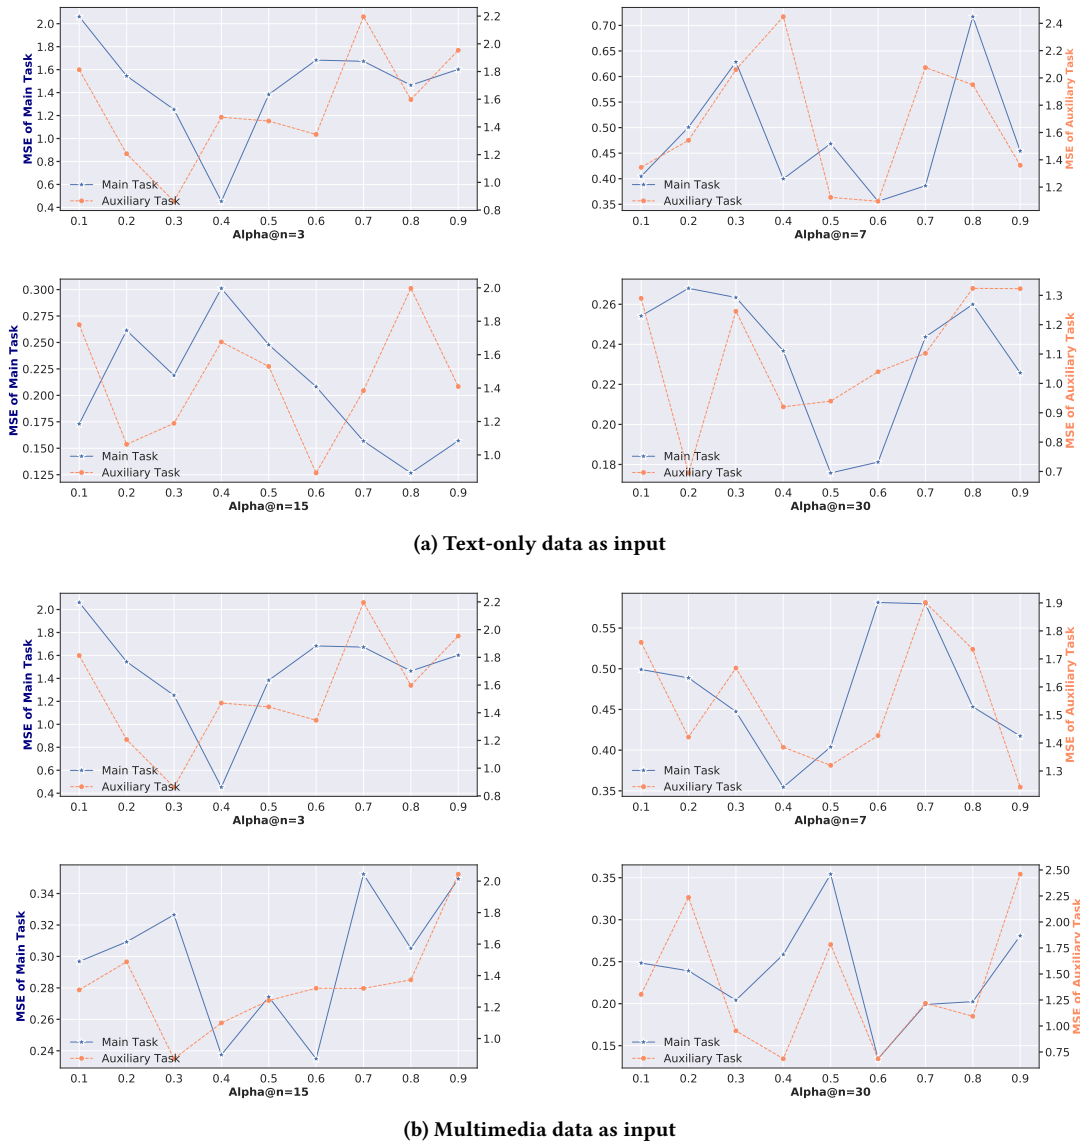 MSE of Main Task
2.0
1.8
1.6
1.4
1.2
1.0
0.8
0.6
0.4
2.2
2.0
1.8
1.6
1.4
1.2
1.0
0.8
Main Task
Auxiliary Task
0.1 0.2 0.3 0.4 0.5 0.6 0.7 0.8 0.9
Alpha@n=3
0.70
0.65
0.60
0.55
0.50
0.45
0.40
0.35
2.4
2.2
2.0
1.8
1.6
1.4
1.2
MSE of Auxiliary Task
Main Task
Auxiliary Task
0.1 0.2 0.3 0.4 0.5 0.6 0.7 0.8 0.9
Alpha@n=7
MSE of Main Task
0.300
0.275
0.250
0.225
0.200
0.175
0.150
0.125
2.0
1.8
1.6
1.4
1.2
1.0
Main Task
Auxiliary Task
0.1 0.2 0.3 0.4 0.5 0.6 0.7 0.8 0.9
Alpha@n=15
0.26
0.24
0.22
0.20
0.18
1.3
1.2
1.1
1.0
0.9
0.8
0.7
MSE of Auxiliary Task
Main Task
Auxiliary Task
0.1 0.2 0.3 0.4 0.5 0.6 0.7 0.8 0.9
Alpha@n=30
(a) Text-only data as input
MSE of Main Task
2.0
1.8
1.6
1.4
1.2
1.0
0.8
0.6
0.4
2.2
2.0
1.8
1.6
1.4
1.2
1.0
0.8
Main Task
Auxiliary Task
0.1 0.2 0.3 0.4 0.5 0.6 0.7 0.8 0.9
Alpha@n=3
0.55
0.50
0.45
0.40
0.35
1.9
1.8
1.7
1.6
1.5
1.4
1.3
MSE of Auxiliary Task
Main Task
Auxiliary Task
0.1 0.2 0.3 0.4 0.5 0.6 0.7 0.8 0.9
Alpha@n=7
MSE of Main Task
0.34
0.32
0.30
0.28
0.26
0.24
2.0
1.8
1.6
1.4
1.2
1.0
Main Task
Auxiliary Task
0.1 0.2 0.3 0.4 0.5 0.6 0.7 0.8 0.9
Alpha@n=15
0.35
0.30
0.25
0.20
0.15
2.50
2.25
2.00
1.75
1.50
1.25
1.00
0.75
MSE of Auxiliary Task
Main Task
Auxiliary Task
0.1 0.2 0.3 0.4 0.5 0.6 0.7 0.8 0.9
Alpha@n=30
(b) Multimedia data as input